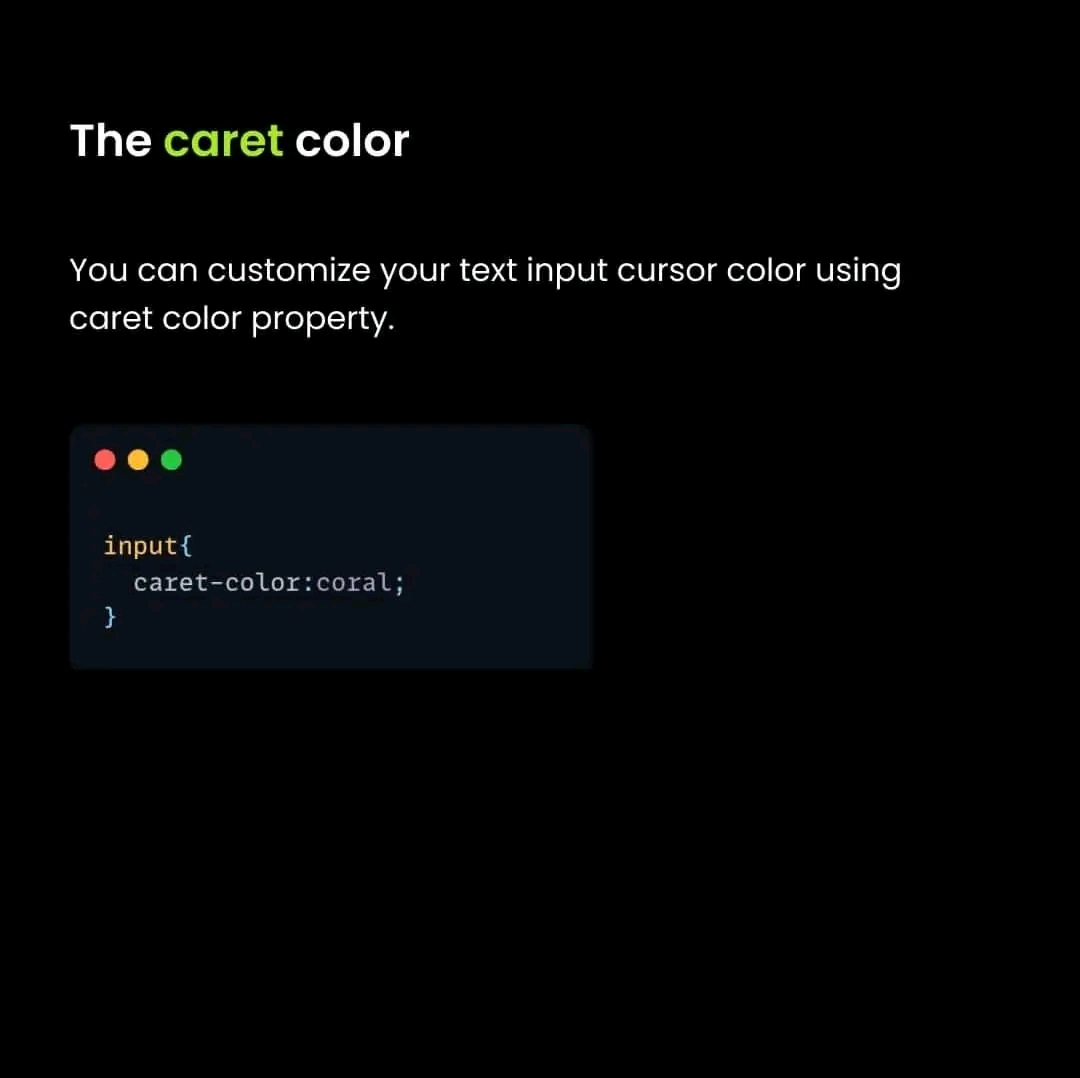 The caret color
You can customize your text input cursor color using
caret color property.
input{
  caret-color:coral;
}